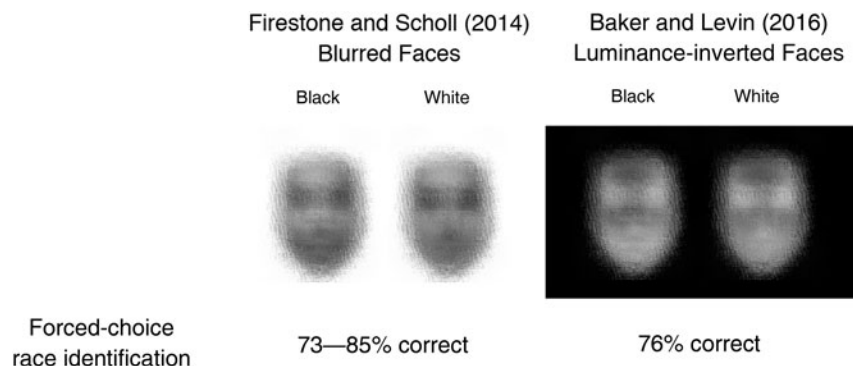 Firestone and Scholl (2014)
Blurred Faces
Baker and Levin (2016)
Luminance-inverted Faces
Black
White
Black
White
Forced-choice
race identification
73—85% correct
76% correct